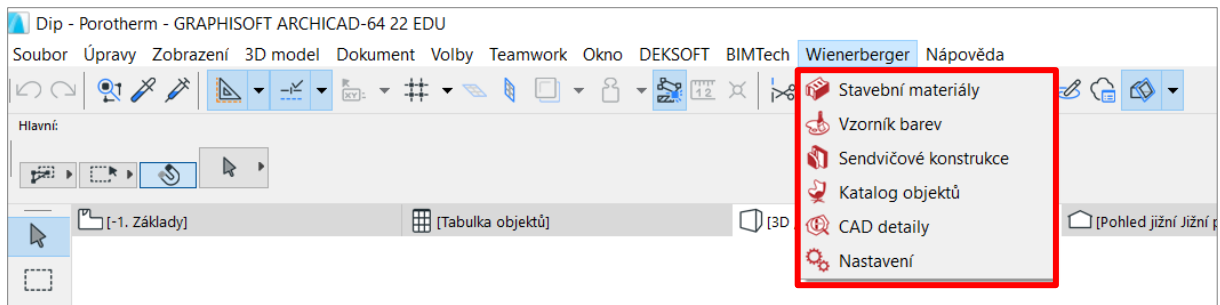 Dip - Porotherm - GRAPHISOFT ARCHICAD-64 22 EDU
Soubor Úpravy Zobrazení 3D model Dokument Volby Teamwork Okno DEKSOFT BIMTech Wienerberger Nápověda
Stavební materiály
Vzorník barev
Sendvičové konstrukce
Katalog objektů
CAD detaily
Nastavení
Hlavní:
[-1. Základy] [Tabulka objektů] [3D [Pohled jižní Jižní